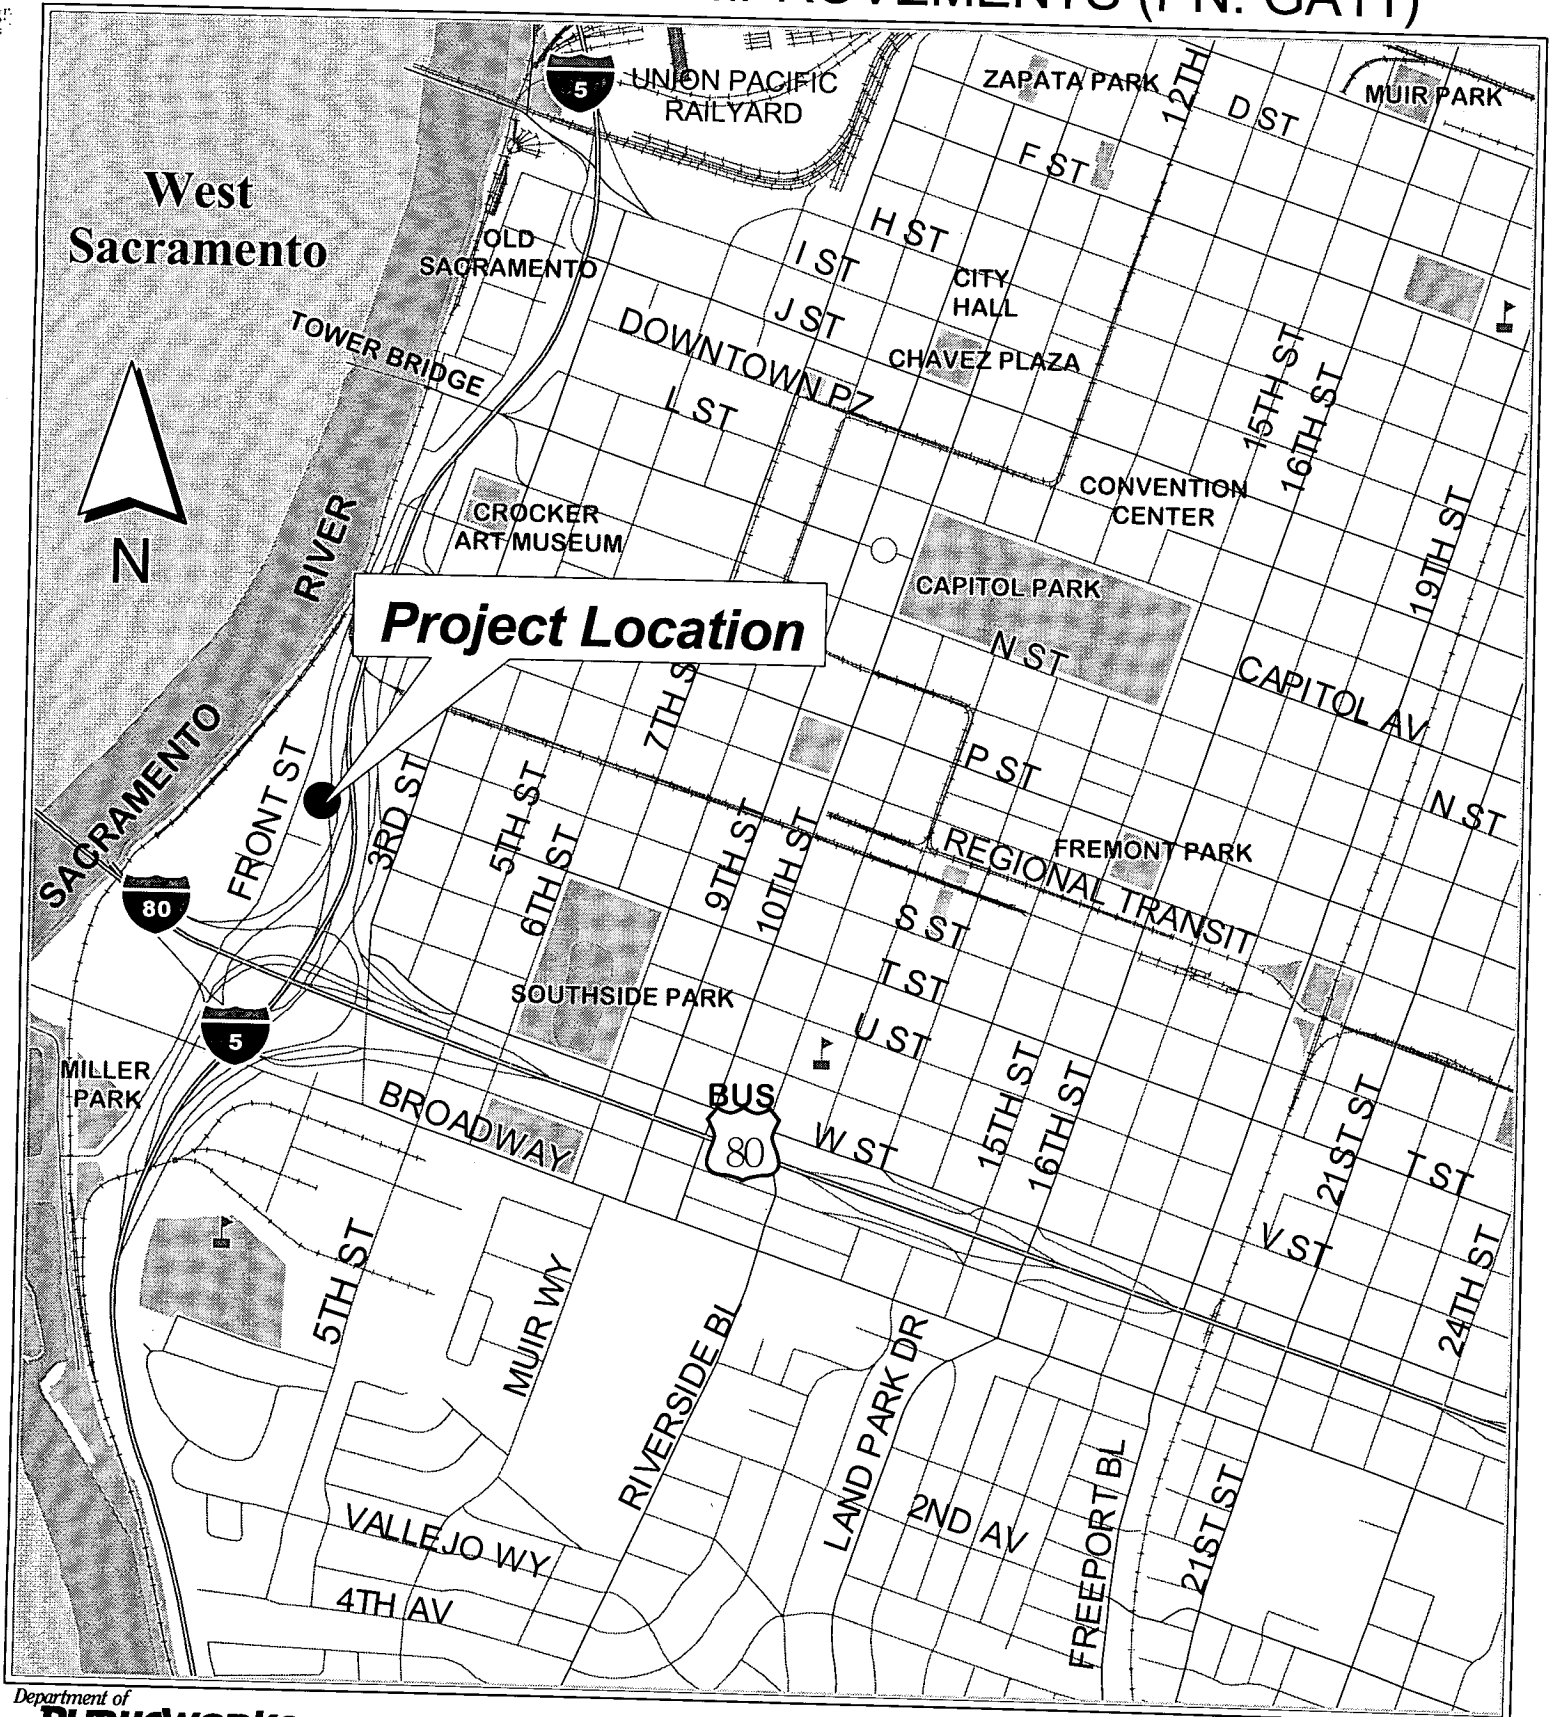 (PN: GA11)
5
UNION PACIFIC
RAILYARD
ZAPATA PARK
12TH
D ST
MUIR PARK
F ST
West
Sacramento
OLD
SACRAMENTO
H ST
I ST
CITY
HALL
J ST
TOWER BRIDGE
DOWNTOWN PZ
CHAVEZ PLAZA
L ST
15TH ST
16TH ST
CONVENTION
CENTER
19TH ST
CROCKER
ART MUSEUM
N
RIVER
CAPITOL PARK
Project Location
N ST
CAPITOL AV
7TH S
SACRAMENTO
FRONT ST
3RD ST
5TH ST
6TH ST
9TH ST
10TH ST
P ST
N ST
REGIONAL TRANSIT
FREMONT PARK
80
S ST
T ST
SOUTHSIDE PARK
5
U ST
MILLER
PARK
BROADWAY
BUS
80
W ST
15TH ST
16TH ST
21ST ST
T ST
V ST
24TH ST
5TH ST
MUIR WY
RIVERSIDE BL
LAND PARK DR
FREEPORT BL
21ST ST
2ND AV
VALLEJO WY
4TH AV
Department of